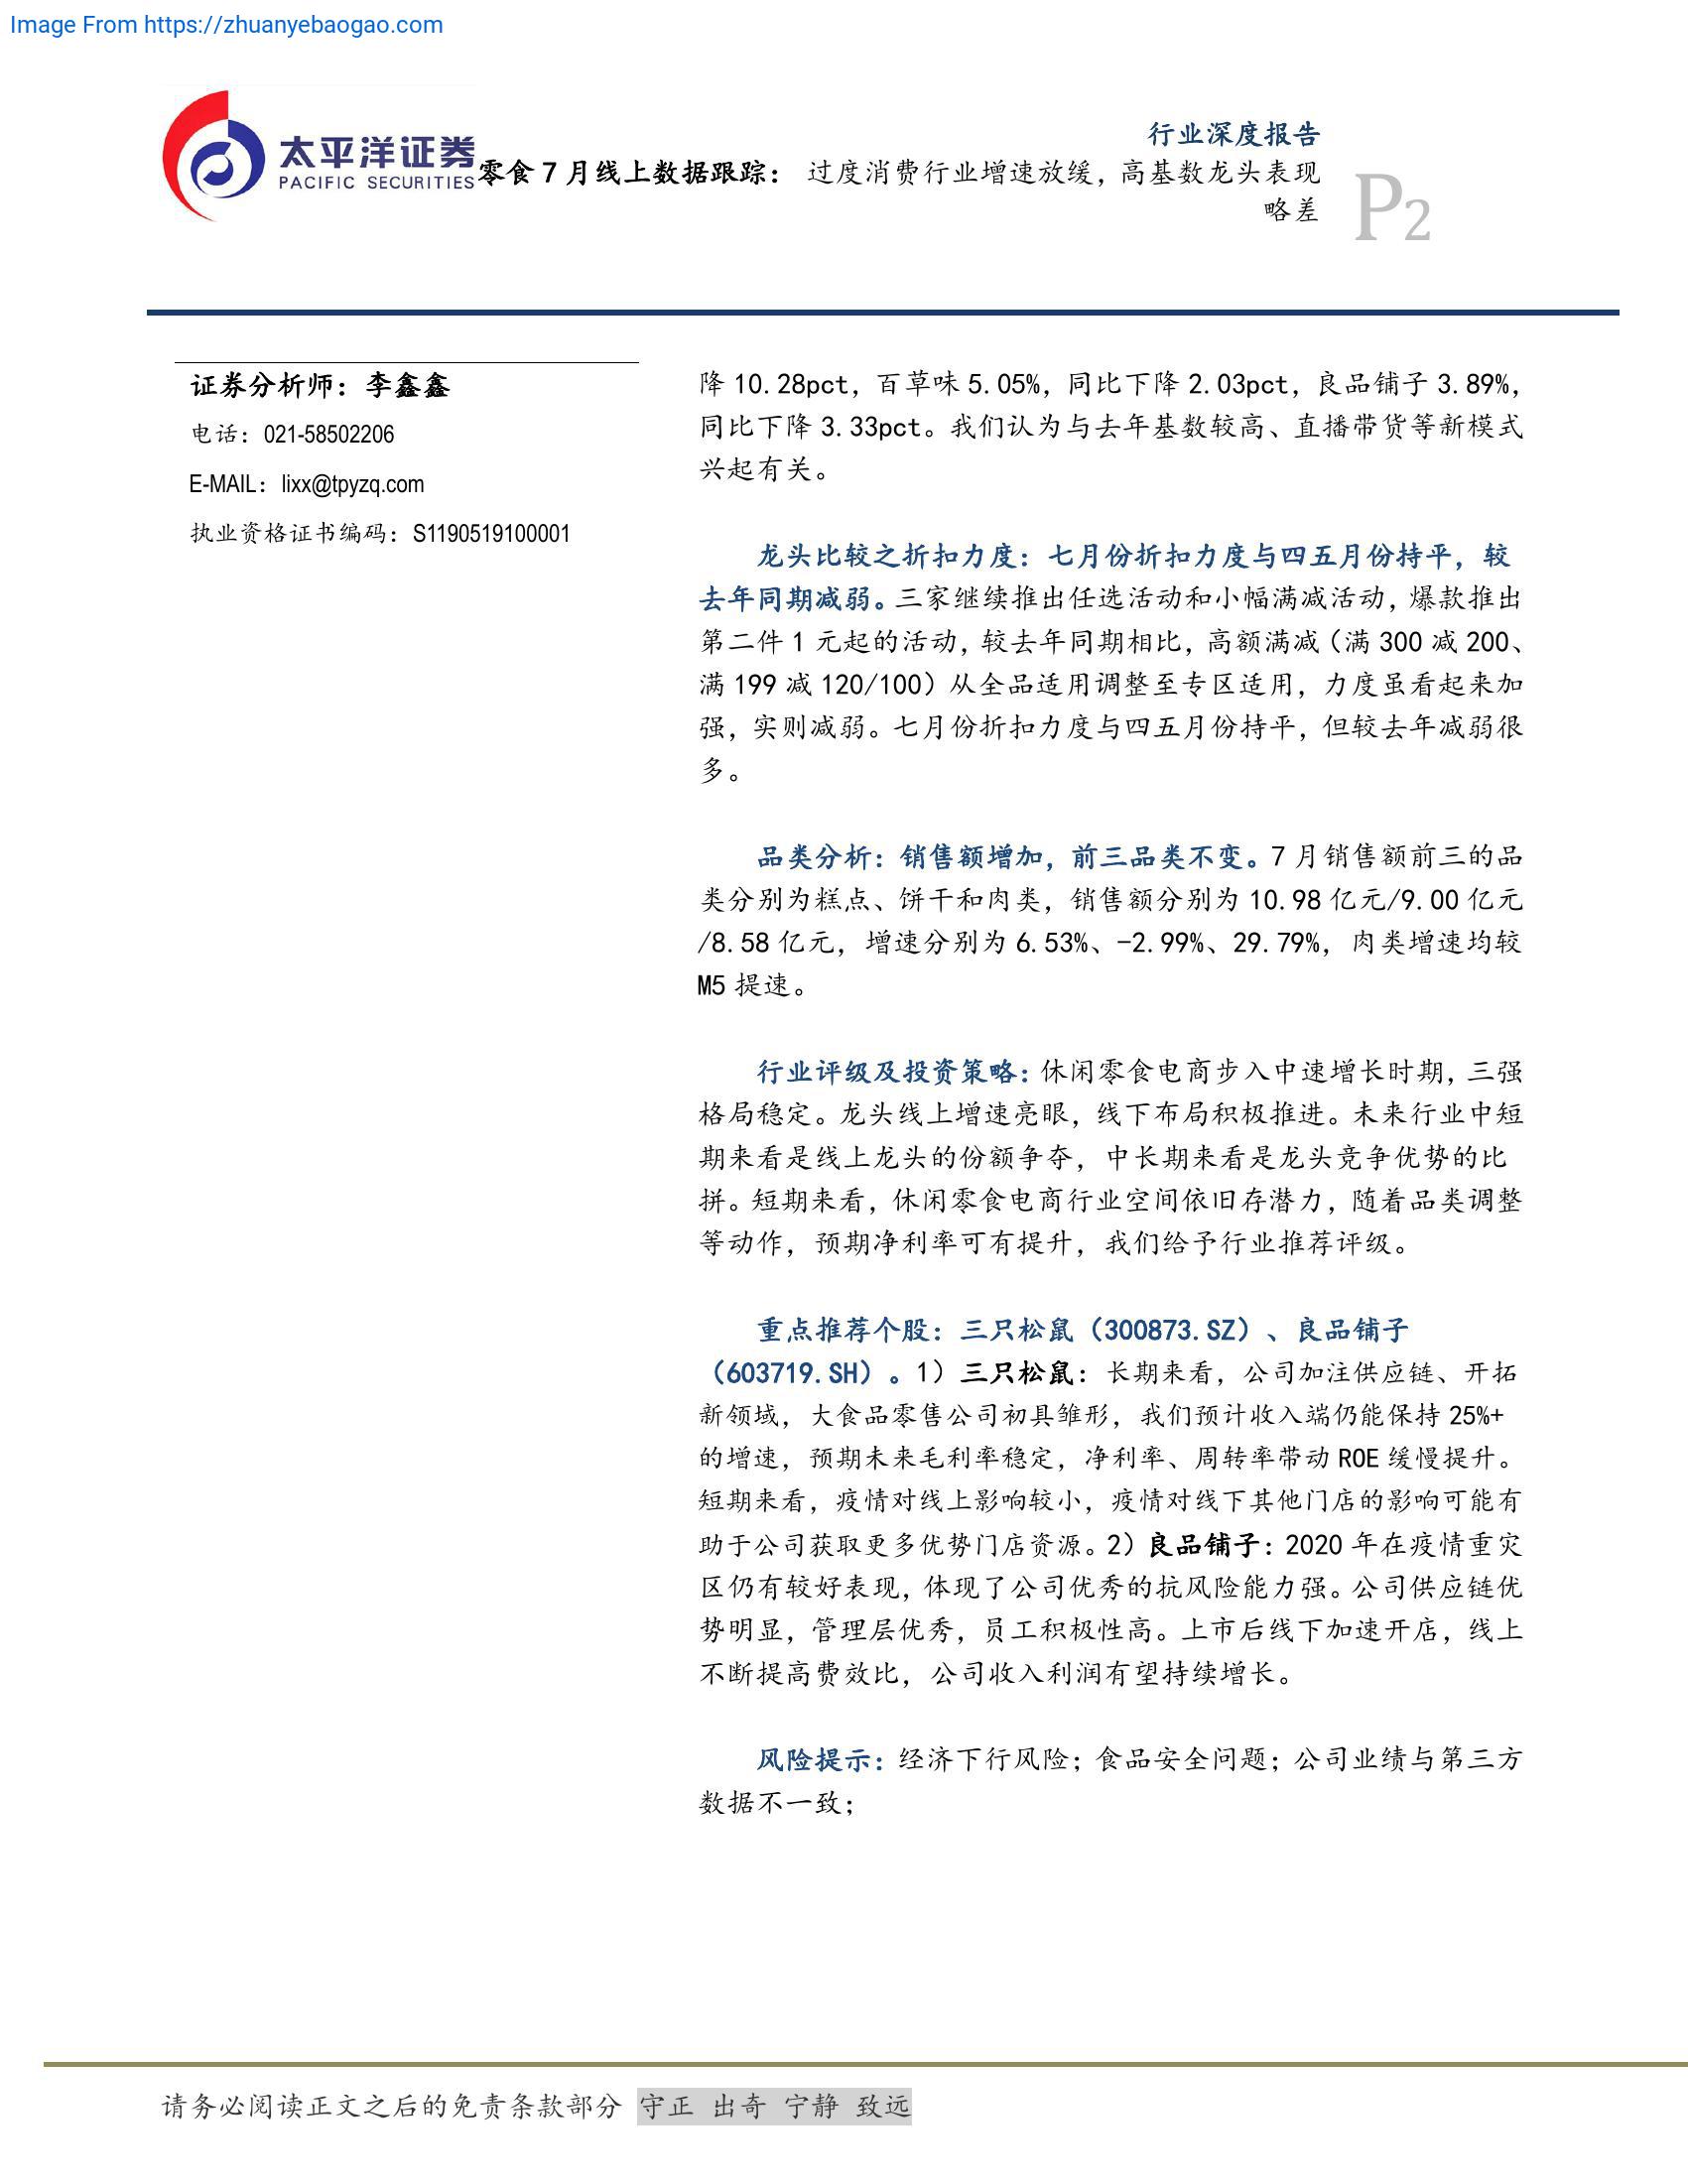 Image From https://zhuanyebaogao.com
行业深度报告
太平洋证券
PACIFIC SECURITIES
零食 7 月线上数据跟踪： 过度消费行业增速放缓，高基数龙头表现
略差
P2
证券分析师：李鑫鑫
电话：021-58502206
E-MAIL：lixx@tpyzq.com
执业资格证书编码：S1190519100001
降 10.28pct，百草味 5.05%，同比下降 2.03pct，良品铺子 3.89%，
同比下降 3.33pct。我们认为与去年基数较高、直播带货等新模式
兴起有关。
龙头比较之折扣力度：七月份折扣力度与四五月份持平，较
去年同期减弱。三家继续推出任选活动和小幅满减活动，爆款推出
第二件 1 元起的活动，较去年同期相比，高额满减（满 300 减 200、
满 199 减 120/100）从全品适用调整至专区适用，力度虽看起来加
强，实则减弱。七月份折扣力度与四五月份持平，但较去年减弱很
多。
品类分析：销售额增加，前三品类不变。7 月销售额前三的品
类分别为糕点、饼干和肉类，销售额分别为 10.98 亿元/9.00 亿元
/8.58 亿元，增速分别为 6.53%、-2.99%、29.79%，肉类增速均较
M5 提速。
行业评级及投资策略：休闲零食电商步入中速增长时期，三强
格局稳定。龙头线上增速亮眼，线下布局积极推进。未来行业中短
期来看是线上龙头的份额争夺，中长期来看是龙头竞争优势的比
拼。短期来看，休闲零食电商行业空间依旧存潜力，随着品类调整
等动作，预期净利率可有提升，我们给予行业推荐评级。
重点推荐个股：三只松鼠（300873.SZ）、良品铺子
（603719.SH）。1）三只松鼠：长期来看，公司加注供应链、开拓
新领域，大食品零售公司初具雏形，我们预计收入端仍能保持 25%+
的增速，预期未来毛利率稳定，净利率、周转率带动 ROE 缓慢提升。
短期来看，疫情对线上影响较小，疫情对线下其他门店的影响可能有
助于公司获取更多优势门店资源。2）良品铺子：2020 年在疫情重灾
区仍有较好表现，体现了公司优秀的抗风险能力强。公司供应链优
势明显，管理层优秀，员工积极性高。上市后线下加速开店，线上
不断提高费效比，公司收入利润有望持续增长。
风险提示：经济下行风险；食品安全问题；公司业绩与第三方
数据不一致；
请务必阅读正文之后的免责条款部分 守正 出奇 宁静 致远